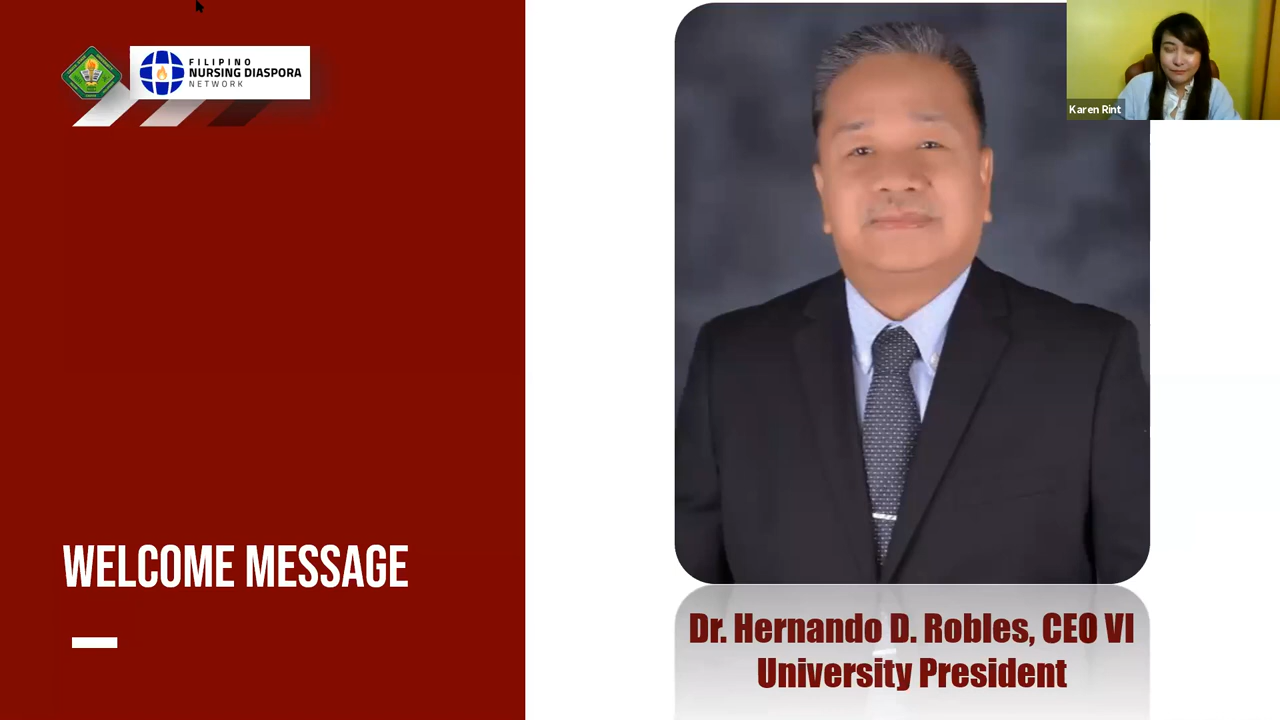 FILIPINO
NURSING DIASPORA
NETWORK
Karen Rint
WELCOME MESSAGE
Dr. Hernando D. Robles, CEO VI
University President